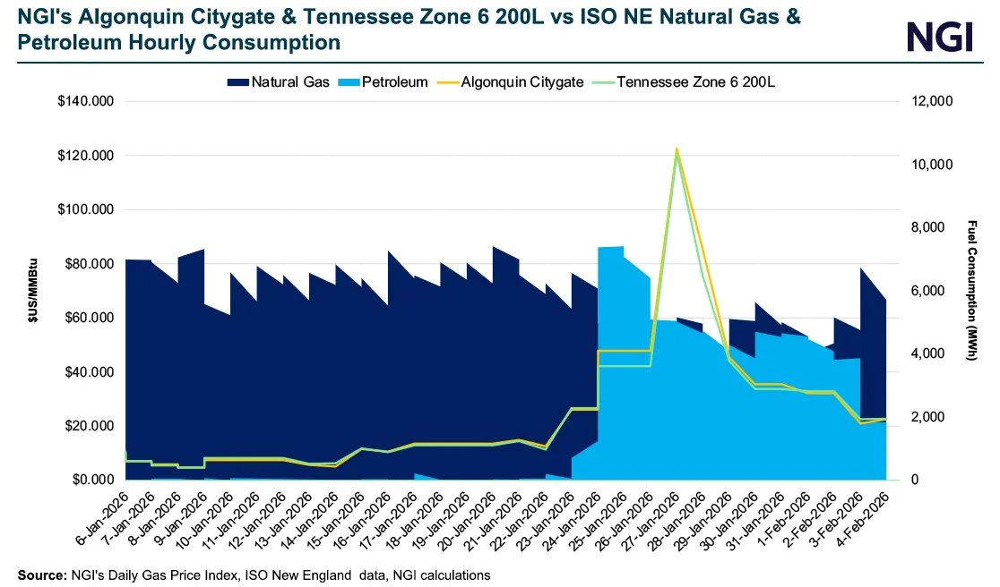 NGI's Algonquin Citygate & Tennessee Zone 6 200L vs ISO NE Natural Gas &
Petroleum Hourly Consumption
NGI
Natural Gas Petroleum Algonquin Citygate Tennessee Zone 6 200L
$140.000
$120.000
$100.000
$80.000
$60.000
$40.000
$20.000
$0.000
$US/MMBtu
12,000
10,000
8,000
6,000
4,000
2,000
0
Fuel Consumption (MWh)
6-Jan-2026
7-Jan-2026
8-Jan-2026
9-Jan-2026
10-Jan-2026
11-Jan-2026
12-Jan-2026
13-Jan-2026
14-Jan-2026
15-Jan-2026
16-Jan-2026
17-Jan-2026
18-Jan-2026
19-Jan-2026
20-Jan-2026
21-Jan-2026
22-Jan-2026
23-Jan-2026
24-Jan-2026
25-Jan-2026
26-Jan-2026
27-Jan-2026
28-Jan-2026
29-Jan-2026
30-Jan-2026
31-Jan-2026
1-Feb-2026
2-Feb-2026
3-Feb-2026
4-Feb-2026
Source: NGI's Daily Gas Price Index, ISO New England data, NGI calculations